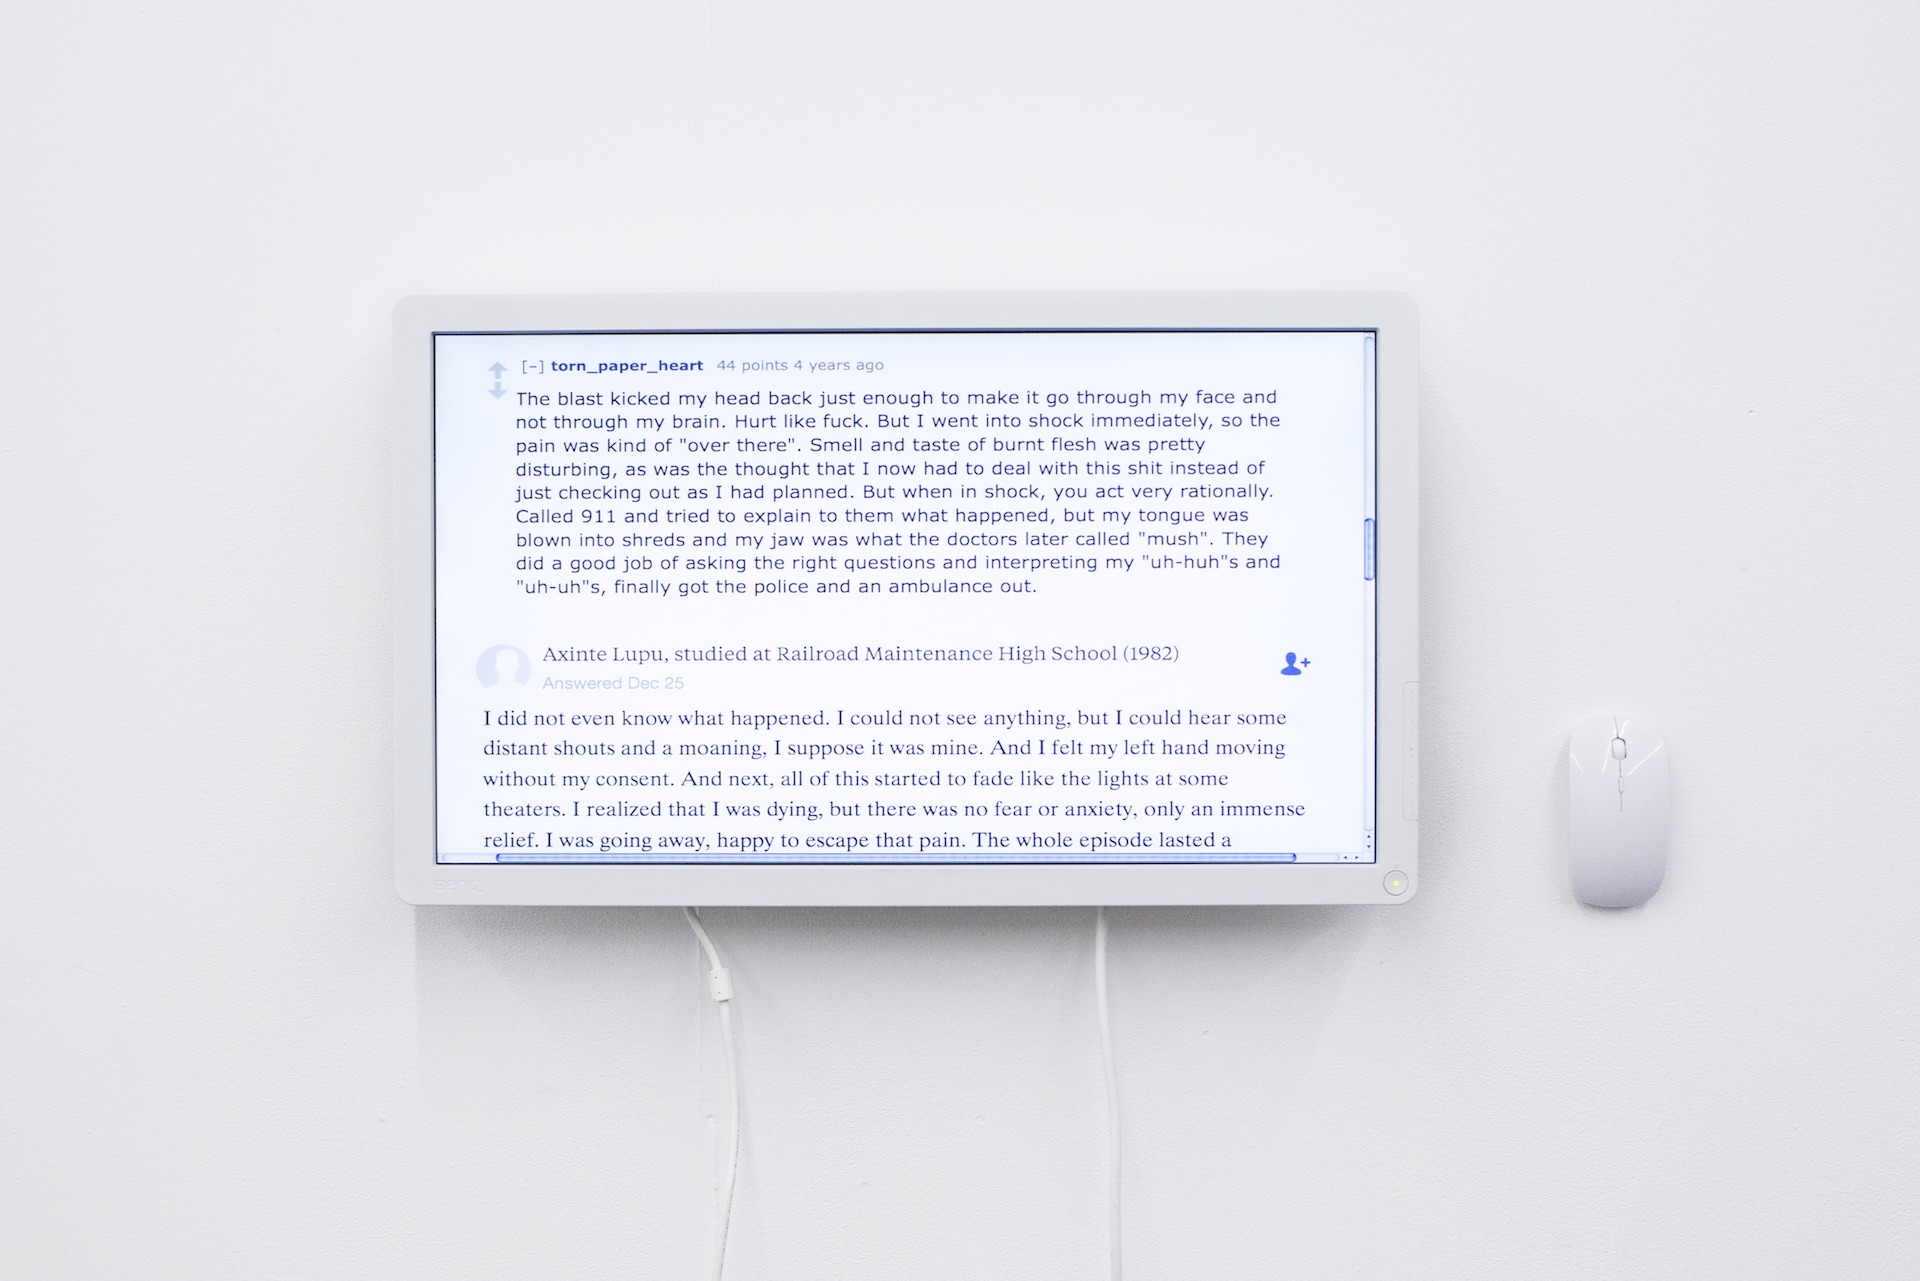 [-] torn_paper_heart 44 points 4 years ago
The blast kicked my head back just enough to make it go through my face and
not through my brain. Hurt like fuck. But I went into shock immediately, so the
pain was kind of "over there". Smell and taste of burnt flesh was pretty
disturbing, as was the thought that I now had to deal with this shit instead of
just checking out as I had planned. But when in shock, you act very rationally.
Called 911 and tried to explain to them what happened, but my tongue was
blown into shreds and my jaw was what the doctors later called "mush". They
did a good job of asking the right questions and interpreting my "uh-huh"s and
"uh-uh"s, finally got the police and an ambulance out.
Axinte Lupu, studied at Railroad Maintenance High School (1982)
Answered Dec 25
I did not even know what happened. I could not see anything, but I could hear some
distant shouts and a moaning, I suppose it was mine. And I felt my left hand moving
without my consent. And next, all of this started to fade like the lights at some
theaters. I realized that I was dying, but there was no fear or anxiety, only an immense
relief. I was going away, happy to escape that pain. The whole episode lasted a
BenQ